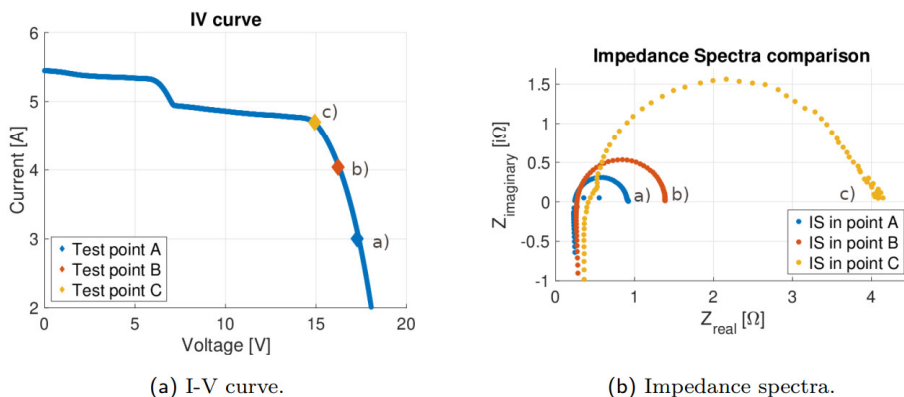 IV curve
6
5
4
3
2
Current [A]
c)
b)
a)
Test point A
Test point B
Test point C
0
5
10
15
20
Voltage [V]
(a) I-V curve.
Impedance Spectra comparison
1.5
1
0.5
0
-0.5
-1
Z_imaginary [iΩ]
a)
b)
c)
IS in point A
IS in point B
IS in point C
0
1
2
3
4
Z_real [Ω]
(b) Impedance spectra.